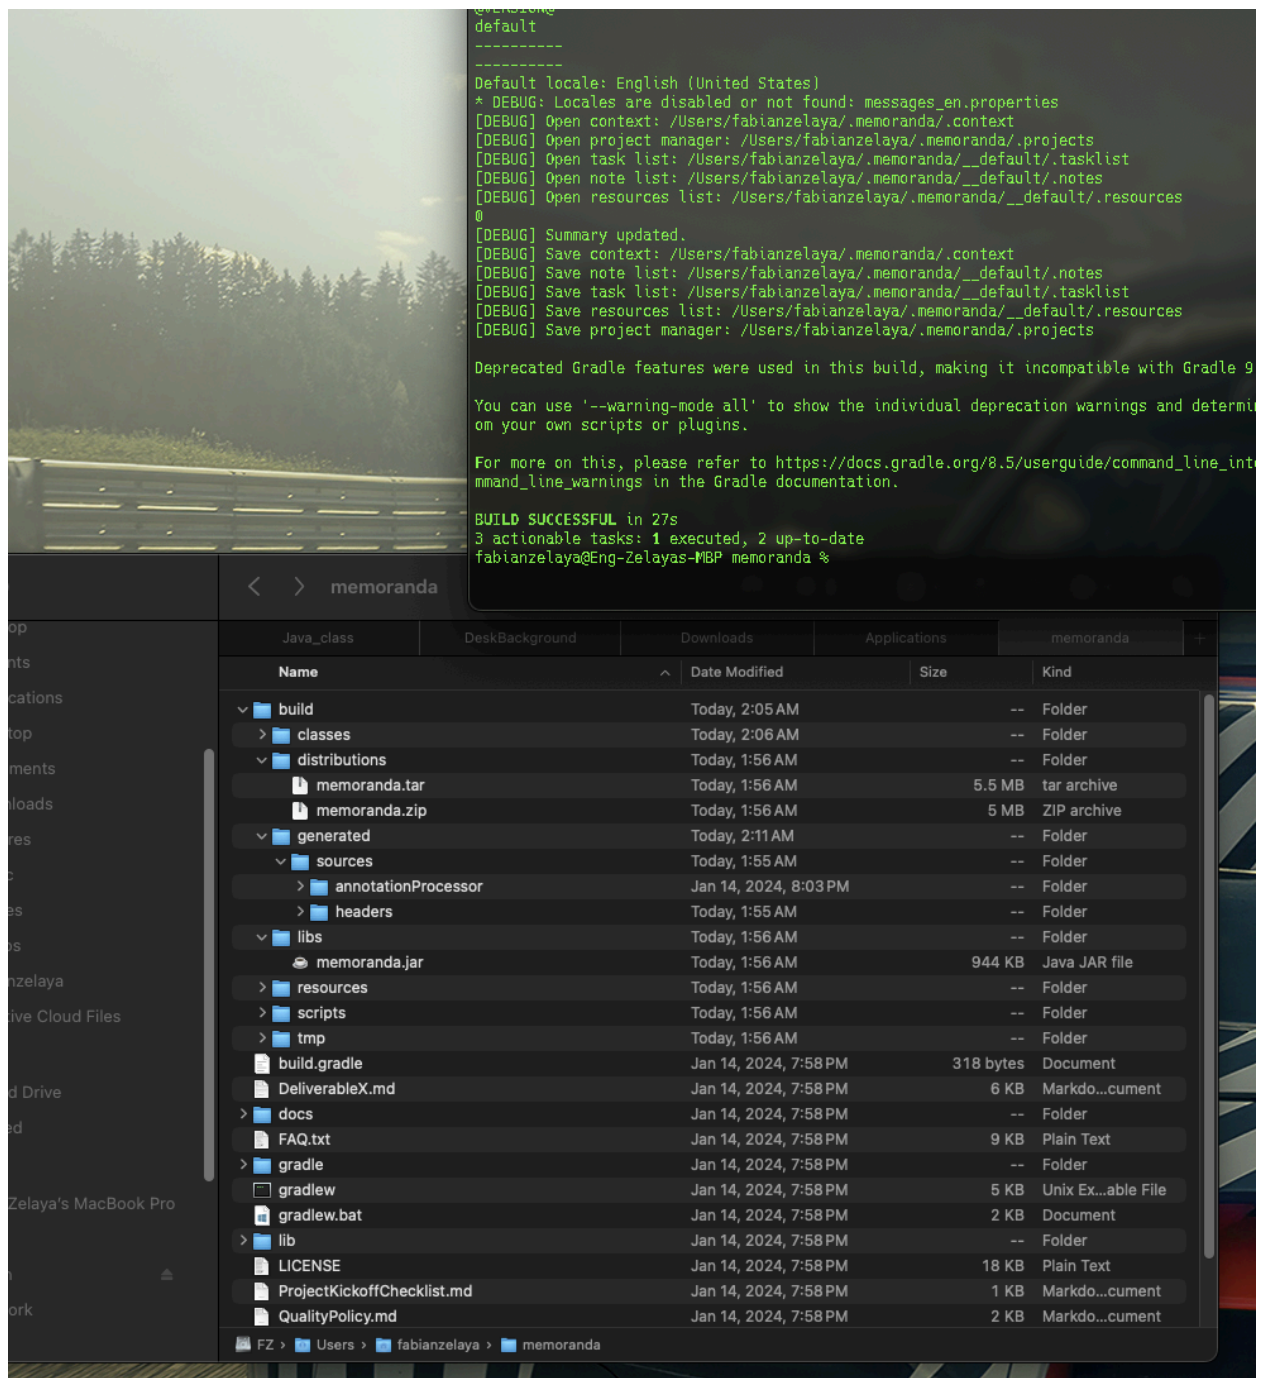 @VERSION@
default
----------
----------
Default locale: English (United States)
* DEBUG: Locales are disabled or not found: messages_en.properties
[DEBUG] Open context: /Users/fabianzelaya/.memoranda/.context
[DEBUG] Open project manager: /Users/fabianzelaya/.memoranda/.projects
[DEBUG] Open task list: /Users/fabianzelaya/.memoranda/__default/.tasklist
[DEBUG] Open note list: /Users/fabianzelaya/.memoranda/__default/.notes
[DEBUG] Open resources list: /Users/fabianzelaya/.memoranda/__default/.resources
0
[DEBUG] Summary updated.
[DEBUG] Save context: /Users/fabianzelaya/.memoranda/.context
[DEBUG] Save note list: /Users/fabianzelaya/.memoranda/__default/.notes
[DEBUG] Save task list: /Users/fabianzelaya/.memoranda/__default/.tasklist
[DEBUG] Save resources list: /Users/fabianzelaya/.memoranda/__default/.resources
[DEBUG] Save project manager: /Users/fabianzelaya/.memoranda/.projects
Deprecated Gradle features were used in this build, making it incompatible with Gradle 9
You can use '--warning-mode all' to show the individual deprecation warnings and determi
om your own scripts or plugins.
For more on this, please refer to https://docs.gradle.org/8.5/userguide/command_line_int
mmand_line_warnings in the Gradle documentation.
BUILD SUCCESSFUL in 27s
3 actionable tasks: 1 executed, 2 up-to-date
fabianzelaya@Eng-Zelayas-MBP memoranda %
memoranda
op
nts
cations
top
ments
nloads
res
c
es
os
nzelaya
tive Cloud Files
d Drive
ed
Zelaya's MacBook Pro
n
ork
Java_class DeskBackground Downloads Applications memoranda +
Name Date Modified Size Kind
build Today, 2:05 AM -- Folder
classes Today, 2:06 AM -- Folder
distributions Today, 1:56 AM -- Folder
memoranda.tar Today, 1:56 AM 5.5 MB tar archive
memoranda.zip Today, 1:56 AM 5 MB ZIP archive
generated Today, 2:11 AM -- Folder
sources Today, 1:55 AM -- Folder
annotationProcessor Jan 14, 2024, 8:03 PM -- Folder
headers Today, 1:55 AM -- Folder
libs Today, 1:56 AM -- Folder
memoranda.jar Today, 1:56 AM 944 KB Java JAR file
resources Today, 1:56 AM -- Folder
scripts Today, 1:56 AM -- Folder
tmp Today, 1:56 AM -- Folder
build.gradle Jan 14, 2024, 7:58 PM 318 bytes Document
DeliverableX.md Jan 14, 2024, 7:58 PM 6 KB Markdo...cument
docs Jan 14, 2024, 7:58 PM -- Folder
FAQ.txt Jan 14, 2024, 7:58 PM 9 KB Plain Text
gradle Jan 14, 2024, 7:58 PM -- Folder
gradlew Jan 14, 2024, 7:58 PM 5 KB Unix Ex...able File
gradlew.bat Jan 14, 2024, 7:58 PM 2 KB Document
lib Jan 14, 2024, 7:58 PM -- Folder
LICENSE Jan 14, 2024, 7:58 PM 18 KB Plain Text
ProjectKickoffChecklist.md Jan 14, 2024, 7:58 PM 1 KB Markdo...cument
QualityPolicy.md Jan 14, 2024, 7:58 PM 2 KB Markdo...cument
FZ › Users › fabianzelaya › memoranda